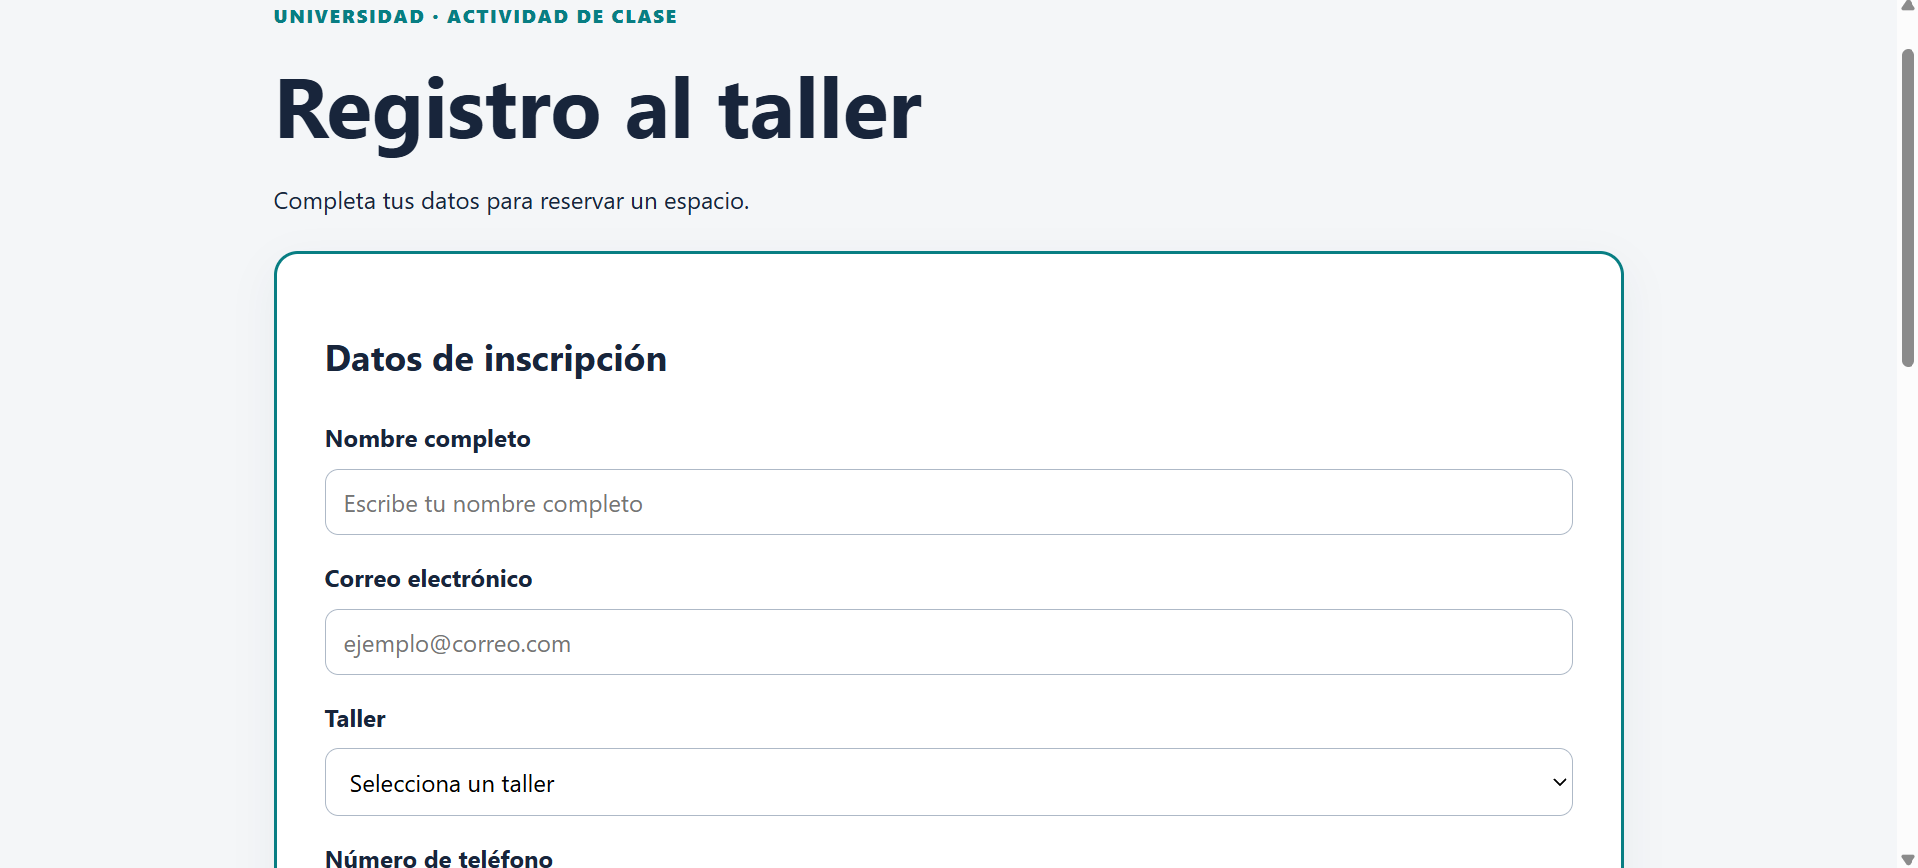 UNIVERSIDAD · ACTIVIDAD DE CLASE
Registro al taller
Completa tus datos para reservar un espacio.
Datos de inscripción
Nombre completo
Escribe tu nombre completo
Correo electrónico
ejemplo@correo.com
Taller
Selecciona un taller
Número de teléfono